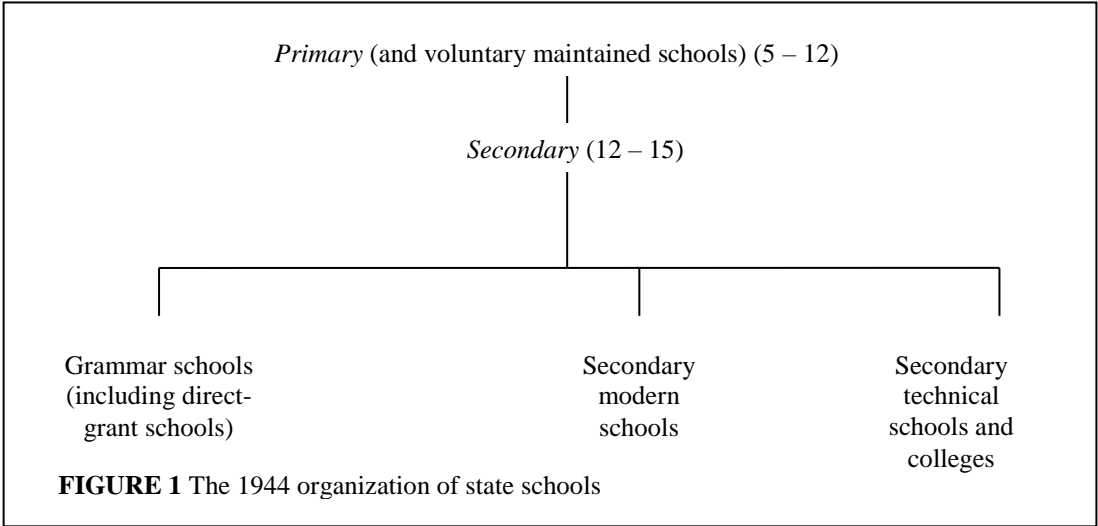 Primary (and voluntary maintained schools) (5 – 12)
Secondary (12 – 15)
Grammar schools
(including direct-
grant schools)
Secondary
modern
schools
Secondary
technical
schools and
colleges
FIGURE 1 The 1944 organization of state schools